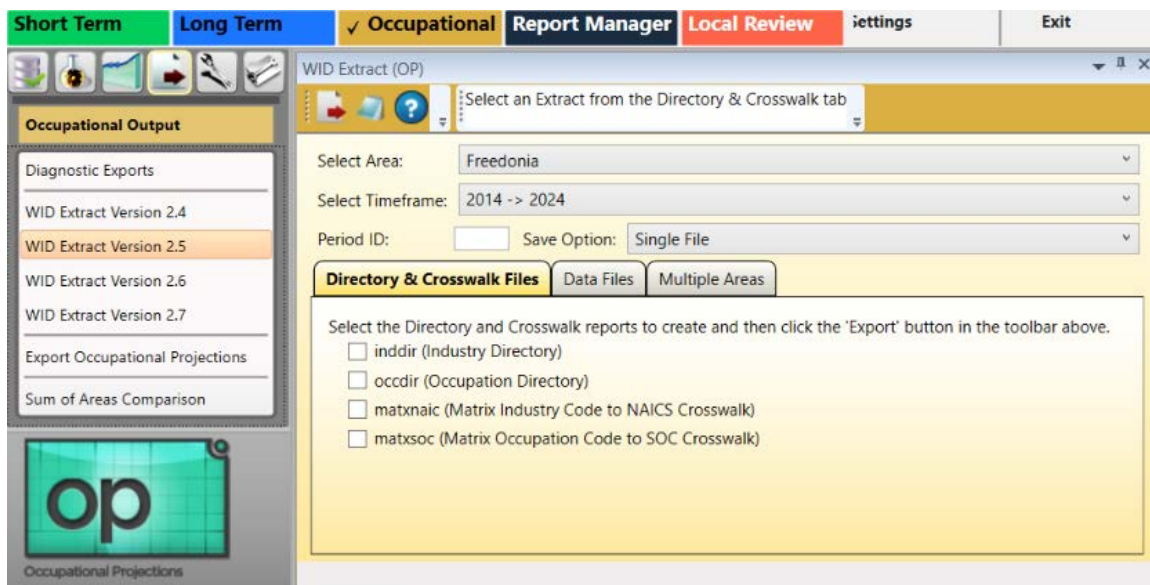 Short Term
Long Term
✓ Occupational
Report Manager
Local Review
Settings
Exit
WID Extract (OP)
Select an Extract from the Directory & Crosswalk tab
Occupational Output
Diagnostic Exports
WID Extract Version 2.4
WID Extract Version 2.5
WID Extract Version 2.6
WID Extract Version 2.7
Export Occupational Projections
Sum of Areas Comparison
op
Occupational Projections
Select Area: Freedonia
Select Timeframe: 2014 -> 2024
Period ID: Save Option: Single File
Directory & Crosswalk Files Data Files Multiple Areas
Select the Directory and Crosswalk reports to create and then click the 'Export' button in the toolbar above.
inddir (Industry Directory)
occdir (Occupation Directory)
matxnaic (Matrix Industry Code to NAICS Crosswalk)
matxsoc (Matrix Occupation Code to SOC Crosswalk)